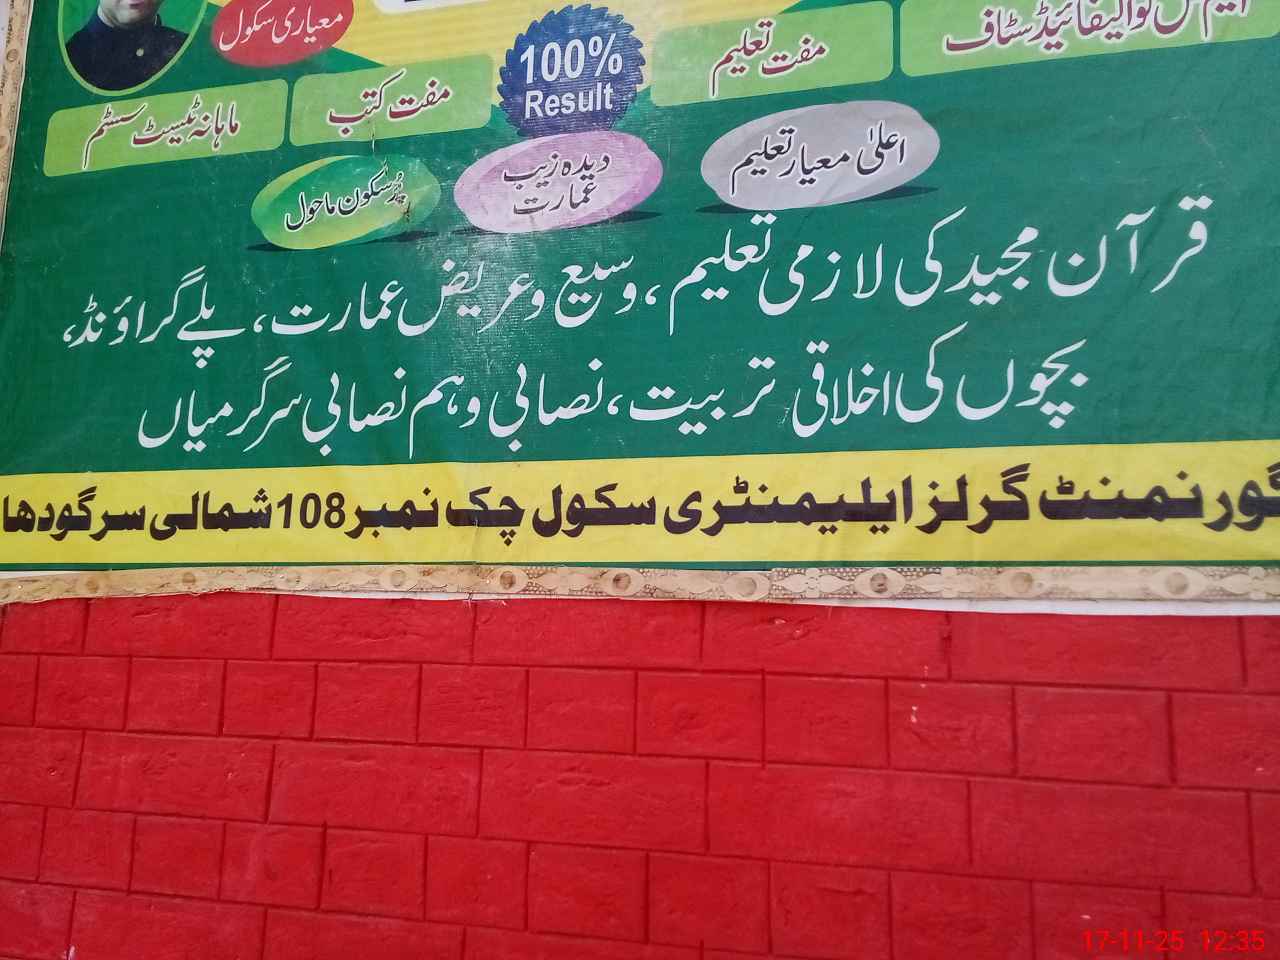 معیاری سکول
کوالیفائیڈ سٹاف
مفت تعلیم
100%
Result
مفت کتب
ماہانہ ٹیسٹ سسٹم
اعلیٰ معیار تعلیم
دیدہ زیب
عمارت
پُرسکون ماحول
قرآن مجید کی لازمی تعلیم، وسیع و عریض عمارت، پلے گراؤنڈ،
بچوں کی اخلاقی تربیت، نصابی و ہم نصابی سرگرمیاں
گورنمنٹ گرلز ایلیمنٹری سکول چک نمبر 108 شمالی سرگودھا
17-11-25 12:35